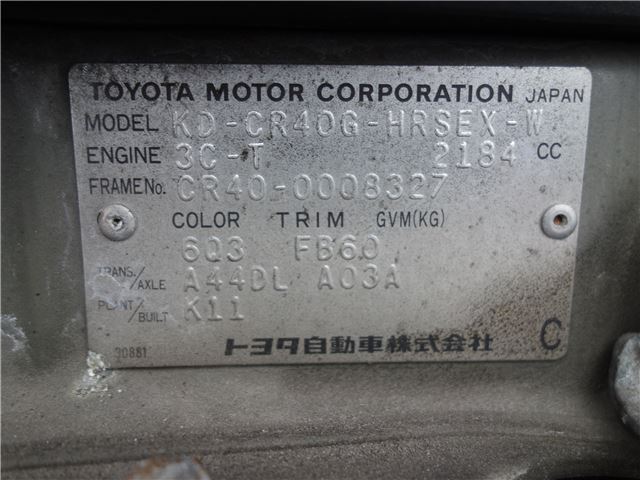 TOYOTA MOTOR CORPORATION JAPAN
MODEL KD-CR40G-HRSEX-W
ENGINE 3C-T 2184 CC
FRAME No. CR40-0008327
COLOR TRIM GVM(KG)
6Q3 FB60
TRANS./AXLE A44DL A03A
PLANT/BUILT K11
30881 トヨタ自動車株式会社 C